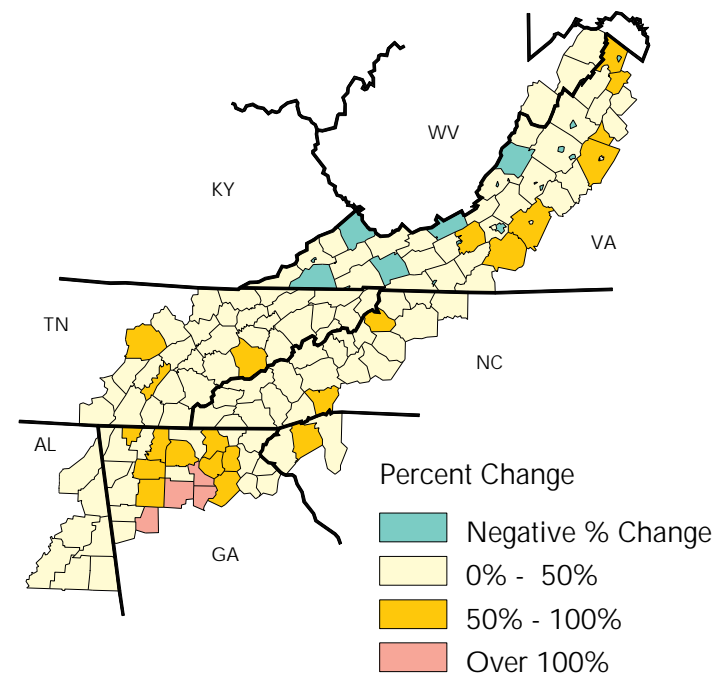 WV
KY
VA
TN
NC
AL
GA
Percent Change
Negative % Change
0% - 50%
50% - 100%
Over 100%